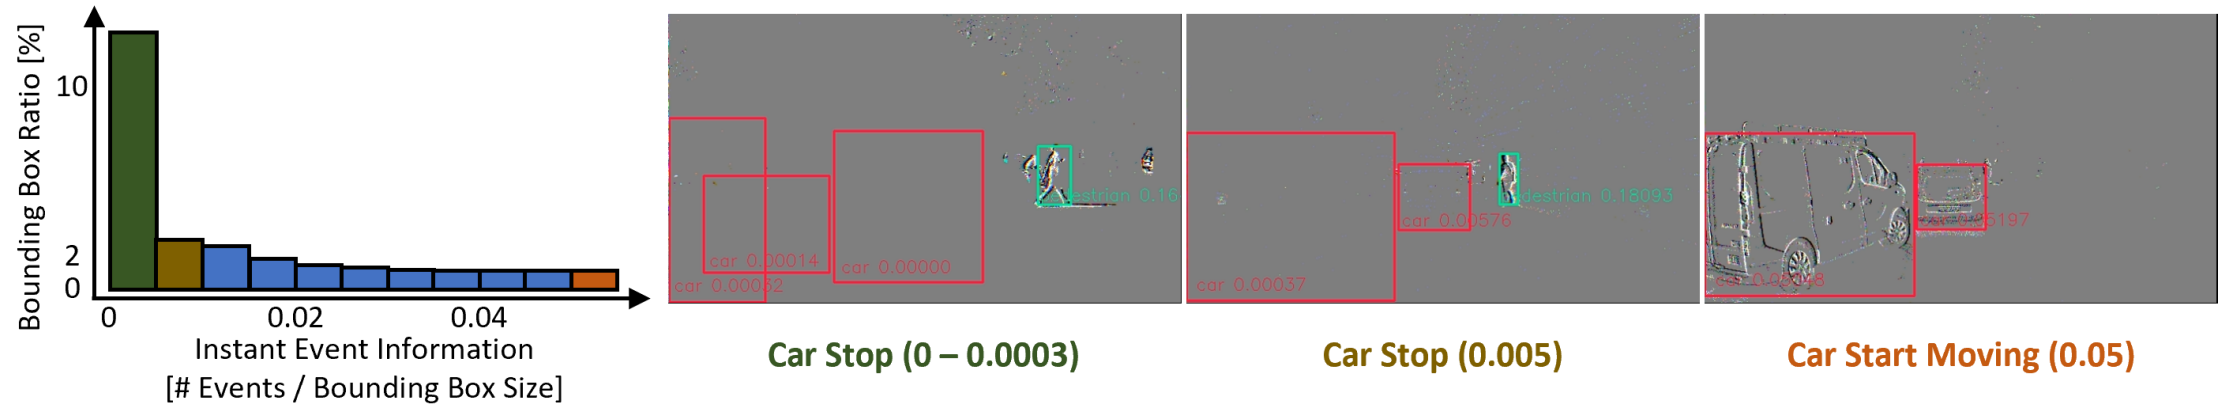 Bounding Box Ratio [%]
10
2
0
0
0.02
0.04
Instant Event Information
[# Events / Bounding Box Size]
car 0.00014
car 0.00032
car 0.00000
destrian 0.16
Car Stop (0 – 0.0003)
car 0.00037
car 0.00576
destrian 0.18093
Car Stop (0.005)
car
5197
Car Start Moving (0.05)